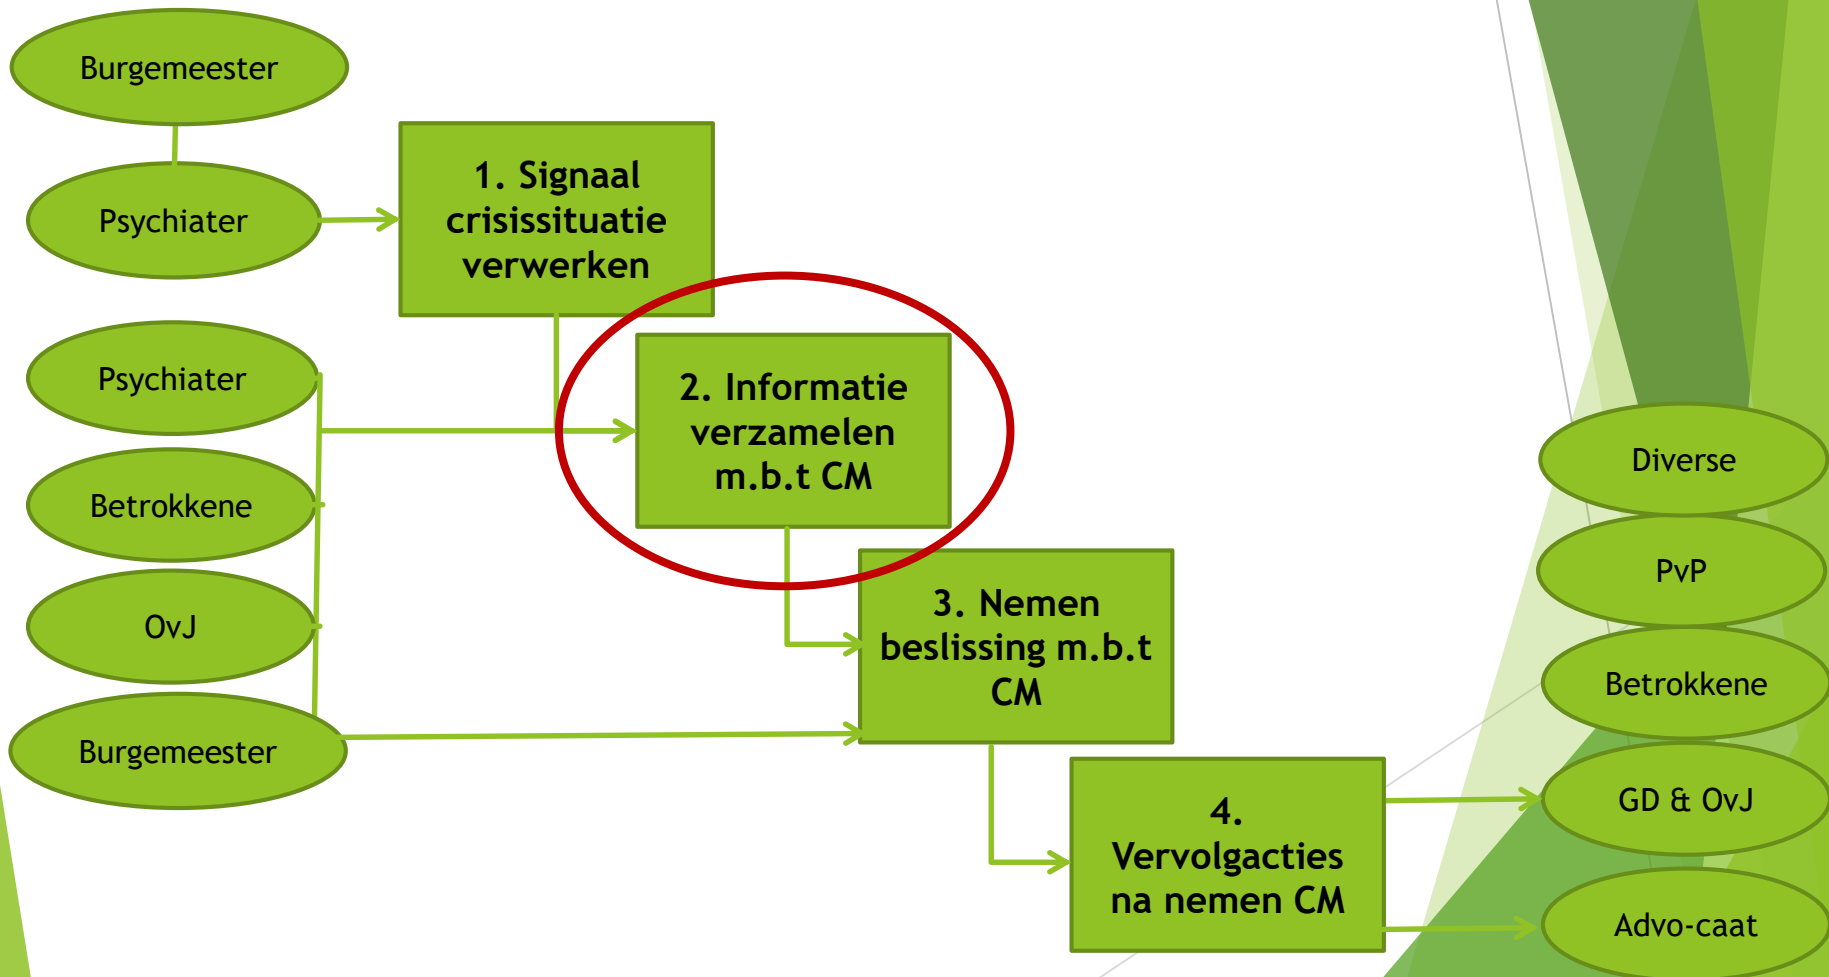 Burgemeester
Psychiater
1. Signaal
crisissituatie
verwerken
Psychiater
Betrokkene
OvJ
Burgemeester
2. Informatie
verzamelen
m.b.t CM
3. Nemen
beslissing m.b.t
CM
4.
Vervolgacties
na nemen CM
Diverse
PvP
Betrokkene
GD & OvJ
Advo-caat